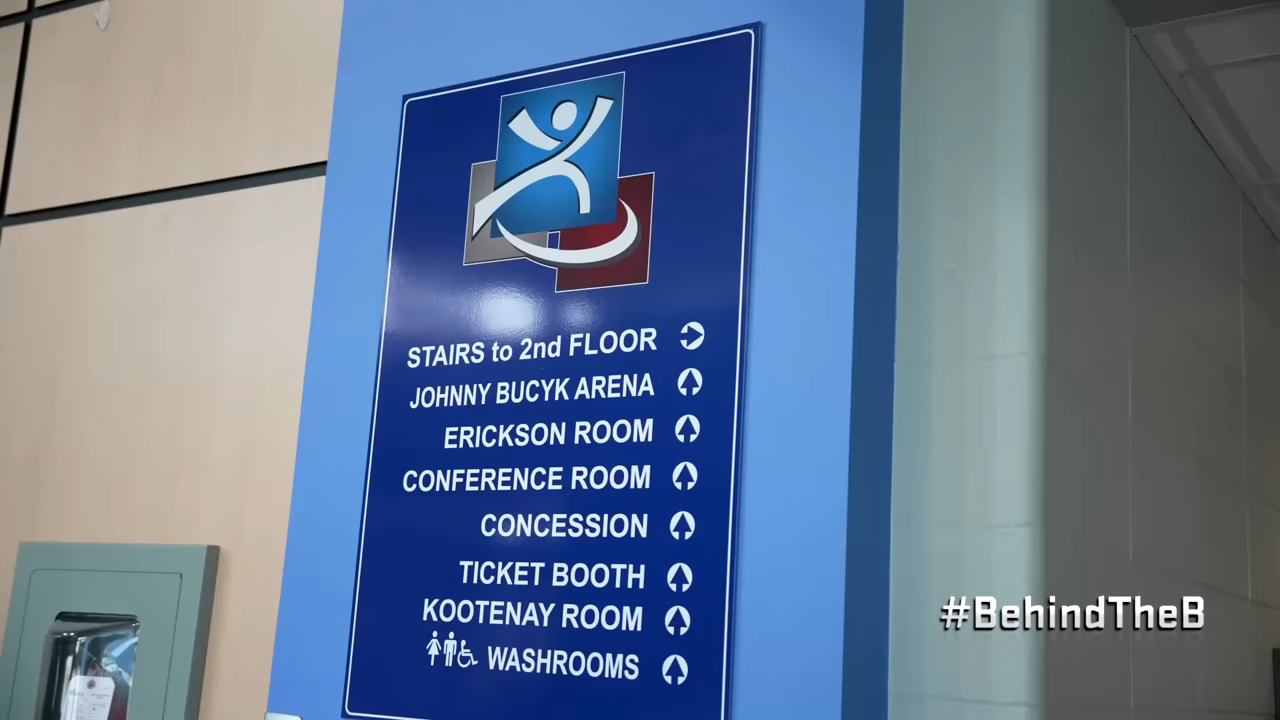 STAIRS to 2nd FLOOR
JOHNNY BUCYK ARENA
ERICKSON ROOM
CONFERENCE ROOM
CONCESSION
TICKET BOOTH
KOOTENAY ROOM
WASHROOMS
#BehindTheB